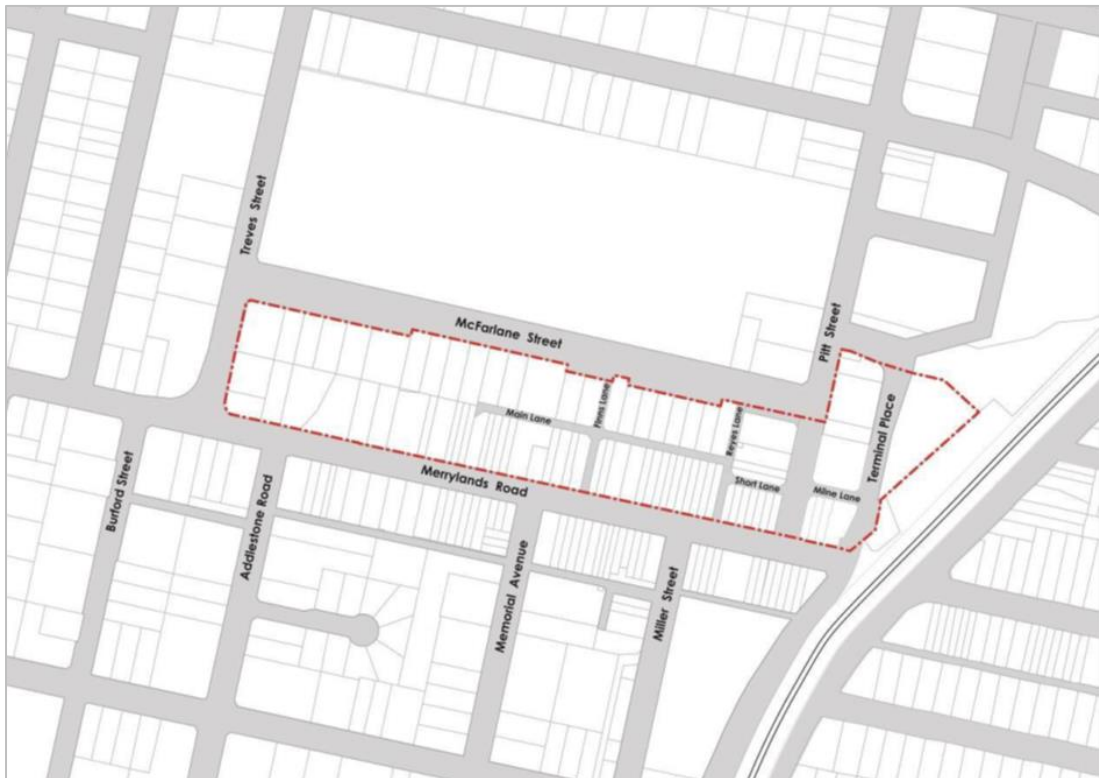 Treves Street
McFarlane Street
Pitt Street
Finns Lane
Main Lane
Reyes Lane
Terminal Place
Short Lane
Milne Lane
Merrylands Road
Burford Street
Addlestone Road
Memorial Avenue
Miller Street